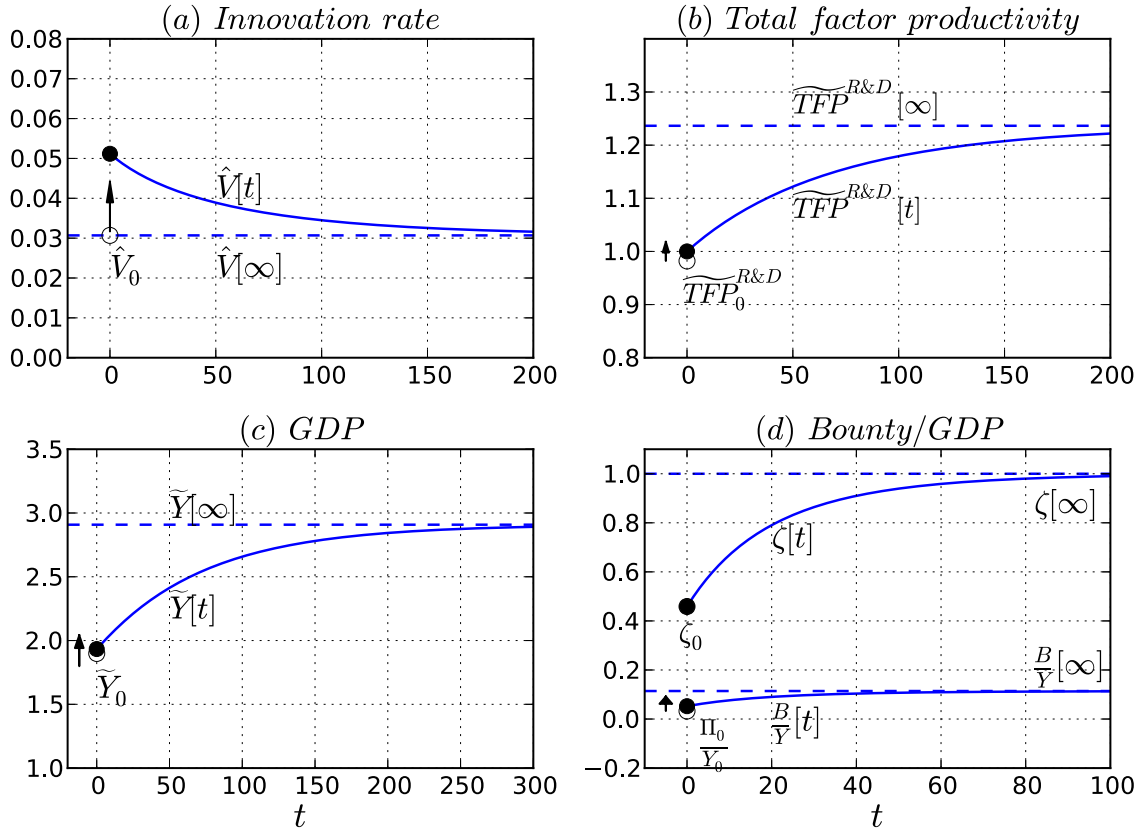 (a) Innovation rate
0.08
0.07
0.06
0.05
0.04
0.03
0.02
0.01
0.00
V̂[t]
V̂₀
V̂[∞]
0 50 100 150 200
(b) Total factor productivity
1.3
1.2
1.1
1.0
0.9
0.8
T͠F͠P^{R&D}[∞]
T͠F͠P^{R&D}[t]
T͠F͠P₀^{R&D}
0 50 100 150 200
(c) GDP
3.5
3.0
2.5
2.0
1.5
1.0
Ỹ[∞]
Ỹ[t]
Ỹ₀
0 50 100 150 200 250 300
t
(d) Bounty/GDP
1.0
0.8
0.6
0.4
0.2
0.0
−0.2
ζ[∞]
ζ[t]
ζ₀
B/Y[∞]
B/Y[t]
Π₀/Y₀
0 20 40 60 80 100
t